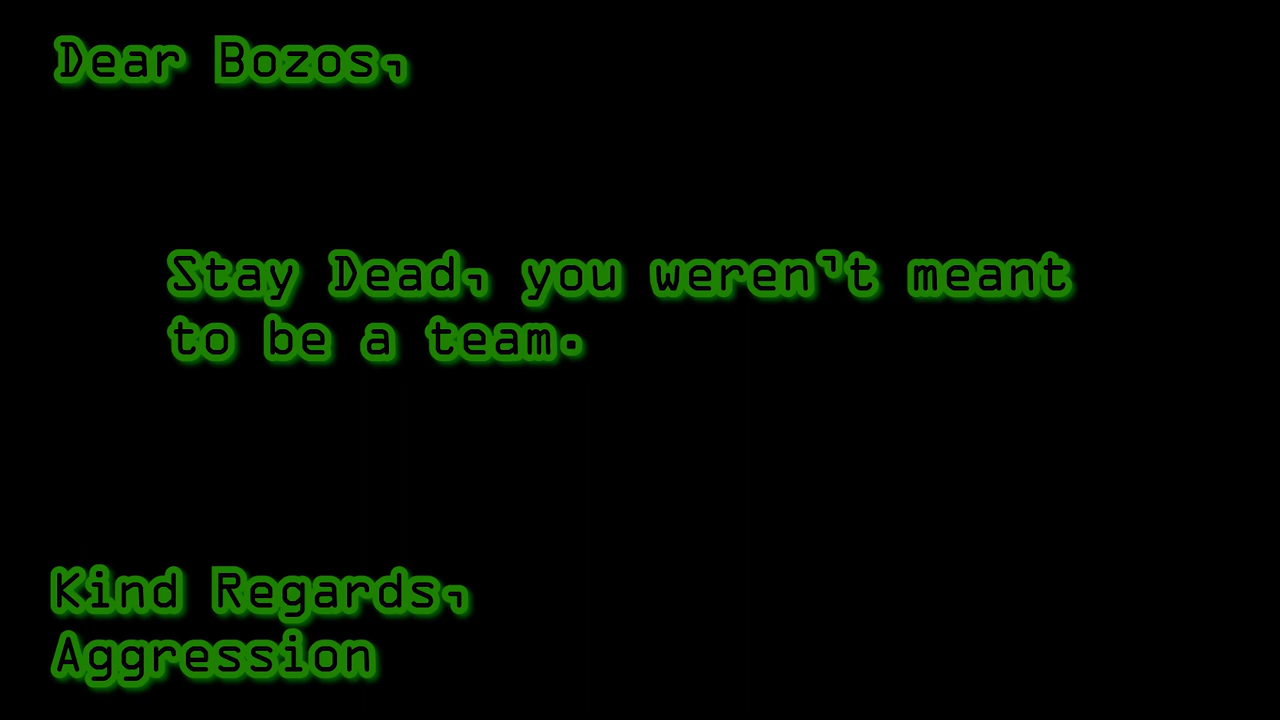 Dear Bozos,
Stay Dead, you weren't meant
to be a team.
Kind Regards,
Aggression